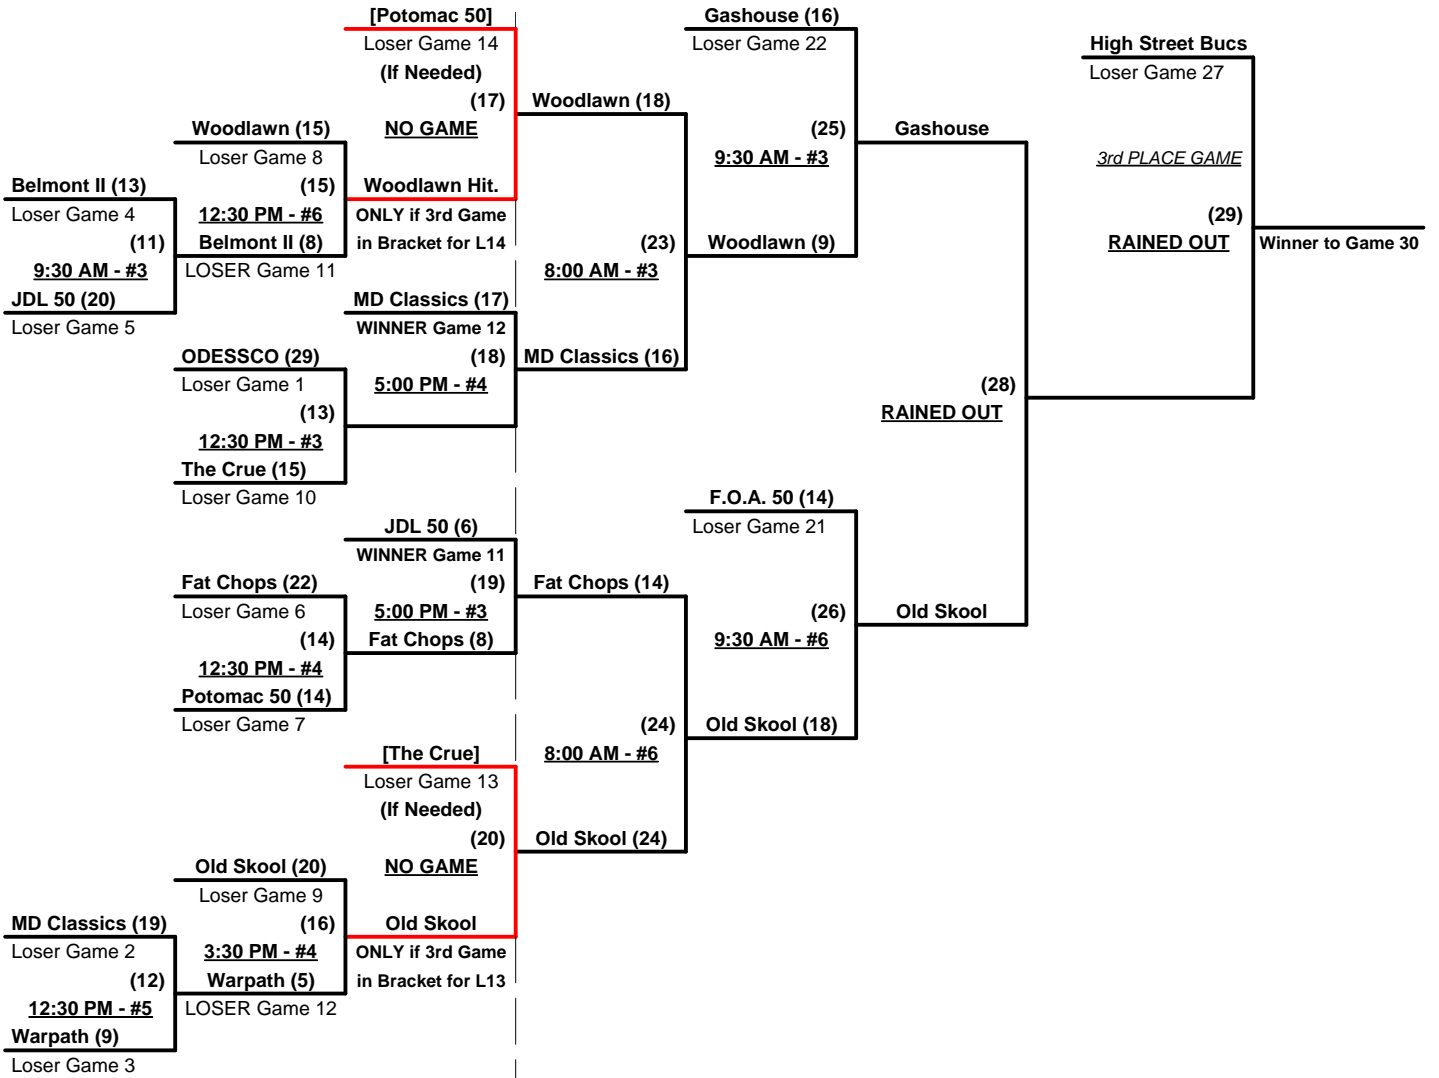 [Potomac 50]
Loser Game 14
(If Needed)
(17)
NO GAME
Woodlawn Hit.
ONLY if 3rd Game
in Bracket for L14
Woodlawn (15)
Loser Game 8
(15)
12:30 PM - #6
Belmont II (8)
LOSER Game 11
Belmont II (13)
Loser Game 4
(11)
9:30 AM - #3
JDL 50 (20)
Loser Game 5
MD Classics (17)
WINNER Game 12
(18)
5:00 PM - #4
ODESSCO (29)
Loser Game 1
(13)
12:30 PM - #3
The Crue (15)
Loser Game 10
JDL 50 (6)
WINNER Game 11
(19)
5:00 PM - #3
Fat Chops (8)
Fat Chops (22)
Loser Game 6
(14)
12:30 PM - #4
Potomac 50 (14)
Loser Game 7
[The Crue]
Loser Game 13
(If Needed)
(20)
NO GAME
Old Skool
ONLY if 3rd Game
in Bracket for L13
Old Skool (20)
Loser Game 9
(16)
3:30 PM - #4
Warpath (5)
LOSER Game 12
MD Classics (19)
Loser Game 2
(12)
12:30 PM - #5
Warpath (9)
Loser Game 3
Woodlawn (18)
(23)
8:00 AM - #3
MD Classics (16)
Fat Chops (14)
(24)
8:00 AM - #6
Old Skool (24)
Gashouse (16)
Loser Game 22
(25)
9:30 AM - #3
Woodlawn (9)
F.O.A. 50 (14)
Loser Game 21
(26)
9:30 AM - #6
Old Skool (18)
Gashouse
(28)
RAINED OUT
Old Skool
High Street Bucs
Loser Game 27
3rd PLACE GAME
(29)
RAINED OUT
Winner to Game 30